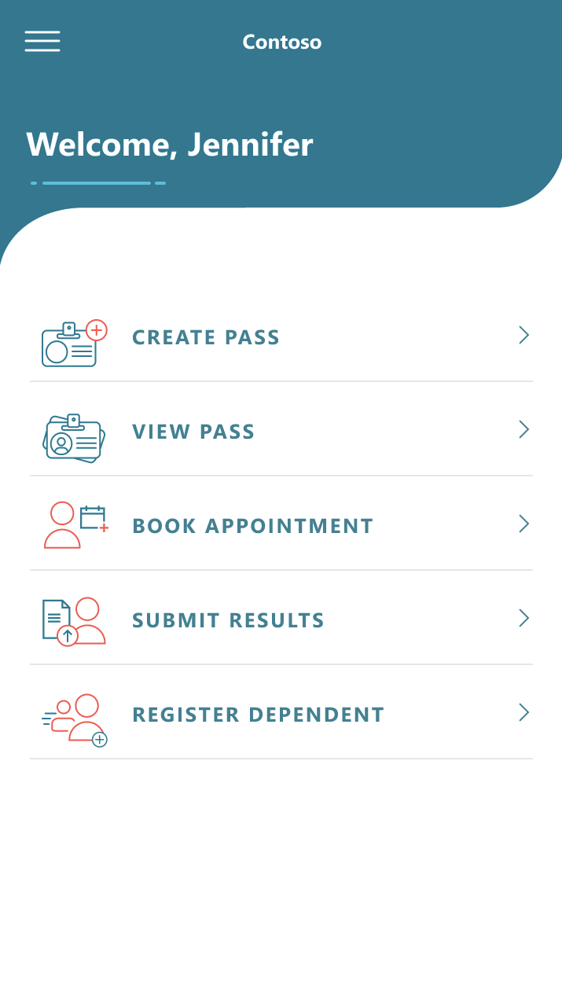 Contoso
Welcome, Jennifer
CREATE PASS
VIEW PASS
BOOK APPOINTMENT
SUBMIT RESULTS
REGISTER DEPENDENT